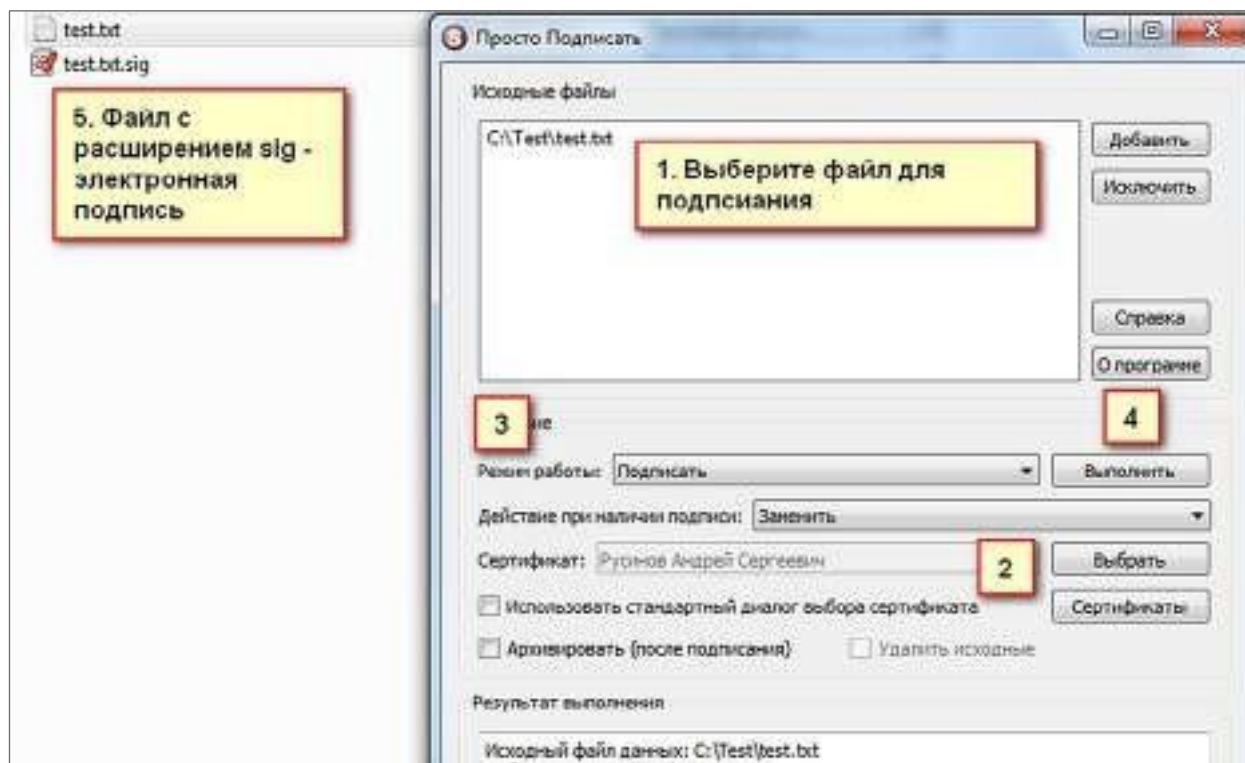 test.txt
test.txt.sig
5. Файл с
расширением sig -
электронная
подпись
Просто Подписать
Исходные файлы
C:\Test\test.txt
1. Выберите файл для
подпсиания
Добавить
Исключить
Справка
О программе
3
ие
4
Режим работы: Подписать
Выполнить
Действие при наличии подписи: Заменить
Сертификат: Русинов Андрей Сергеевич
2
Выбрать
Использовать стандартный диалог выбора сертификата
Сертификаты
Архивировать (после подписания)
Удалить исходные
Результат выполнения
Исходный файл данных: C:\Test\test.txt